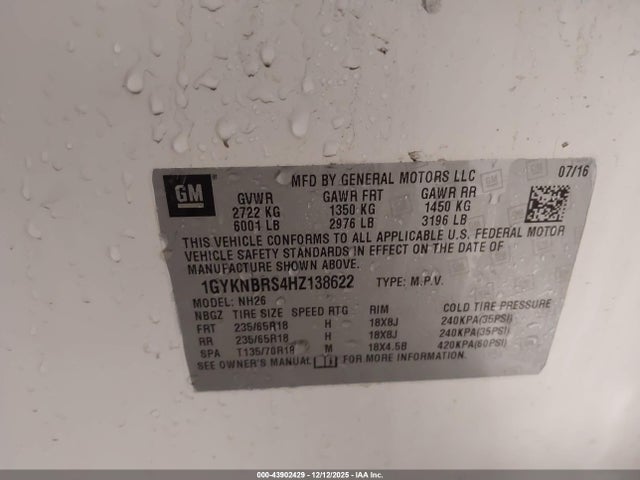 GM
MFD BY GENERAL MOTORS LLC 07/16
GVWR GAWR FRT GAWR RR
2722 KG 1350 KG 1450 KG
6001 LB 2976 LB 3196 LB
THIS VEHICLE CONFORMS TO ALL APPLICABLE U.S. FEDERAL MOTOR
VEHICLE SAFETY STANDARDS IN EFFECT ON THE DATE OF
MANUFACTURE SHOWN ABOVE.
1GYKNBRS4HZ138622 TYPE: M.P.V.
MODEL: NH26
NBGZ TIRE SIZE SPEED RTG RIM COLD TIRE PRESSURE
FRT 235/65R18 H 18X8J 240KPA(35PSI)
RR 235/65R18 H 18X8J 240KPA(35PSI)
SPA T135/70R18 M 18X4.5B 420KPA(60PSI)
SEE OWNER'S MANUAL FOR MORE INFORMATION.
000-43902429 - 12/12/2025 - IAA Inc.